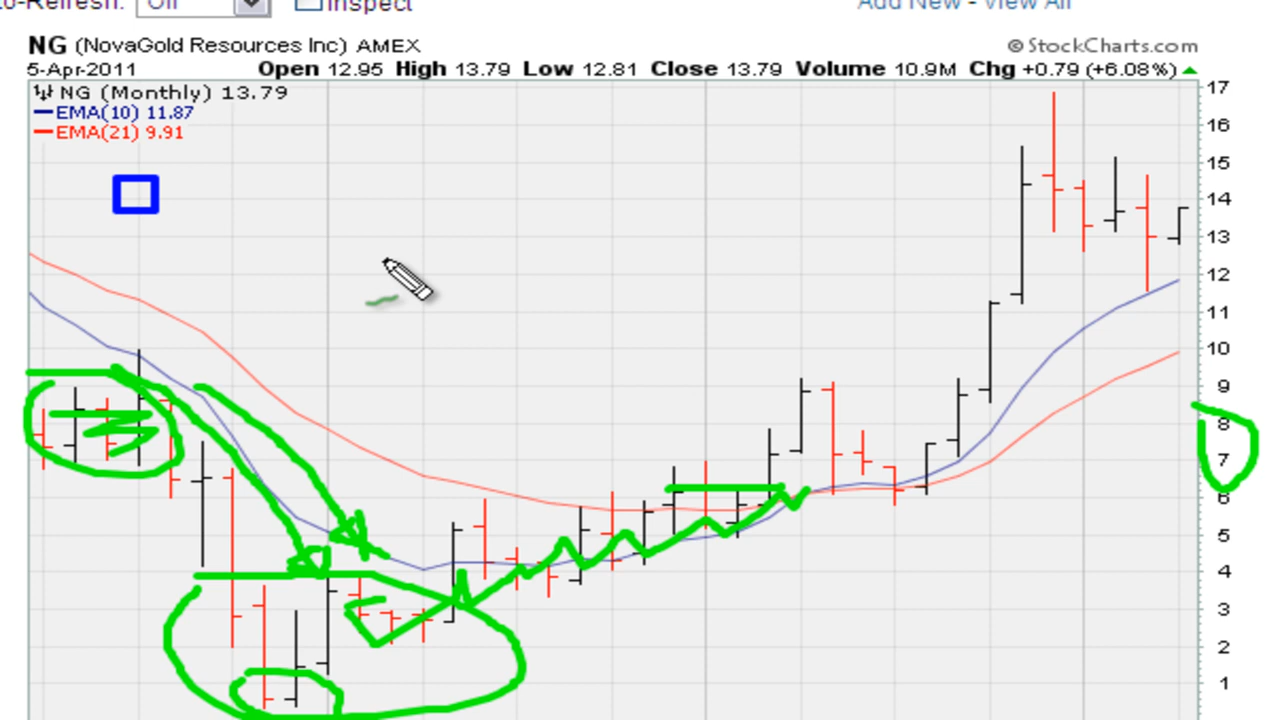 o-Refresh: Off Inspect Add New - View All
NG (NovaGold Resources Inc) AMEX © StockCharts.com
5-Apr-2011 Open 12.95 High 13.79 Low 12.81 Close 13.79 Volume 10.9M Chg +0.79 (+6.08%)
NG (Monthly) 13.79
EMA(10) 11.87
EMA(21) 9.91
17
16
15
14
13
12
11
10
9
8
7
6
5
4
3
2
1